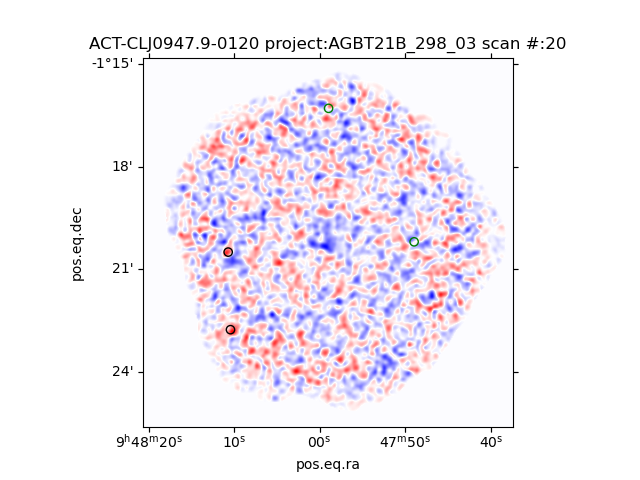 ACT-CLJ0947.9-0120 project:AGBT21B_298_03 scan #:20
-1°15'
18'
21'
24'
pos.eq.dec
9ʰ48ᵐ20ˢ 10ˢ 00ˢ 47ᵐ50ˢ 40ˢ
pos.eq.ra